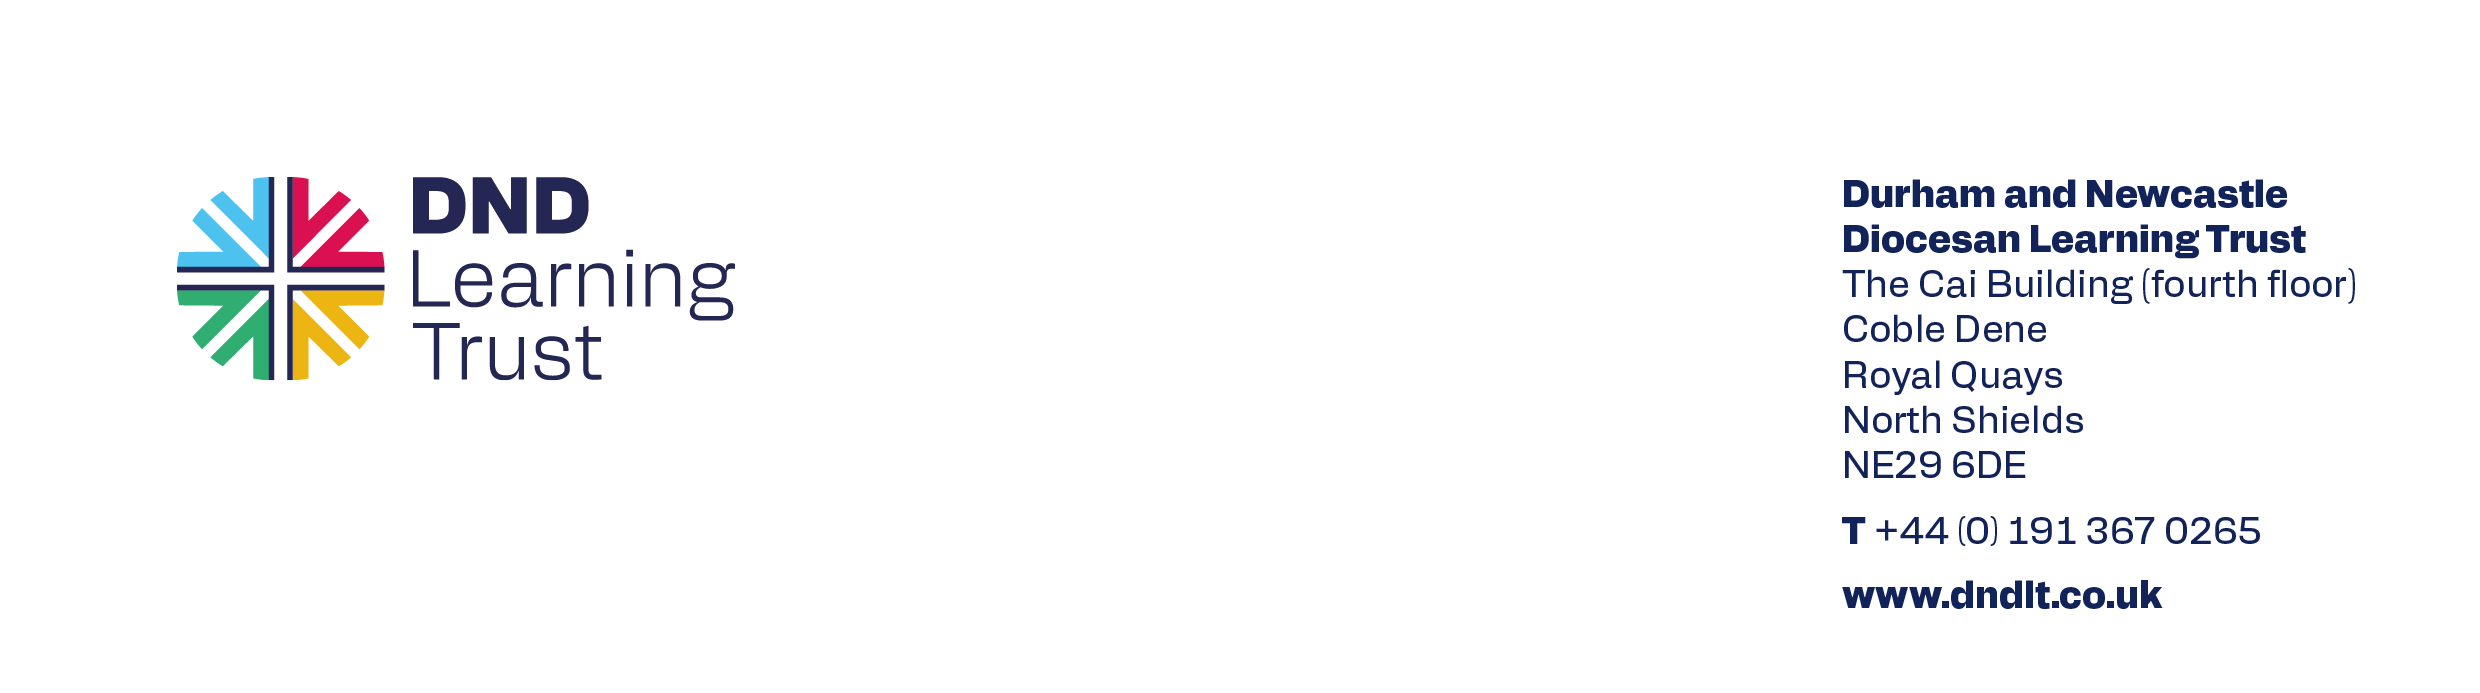 DND
Learning
Trust
Durham and Newcastle
Diocesan Learning Trust
The Cai Building (fourth floor)
Coble Dene
Royal Quays
North Shields
NE29 6DE
T +44 (0) 191 367 0265
www.dndlt.co.uk